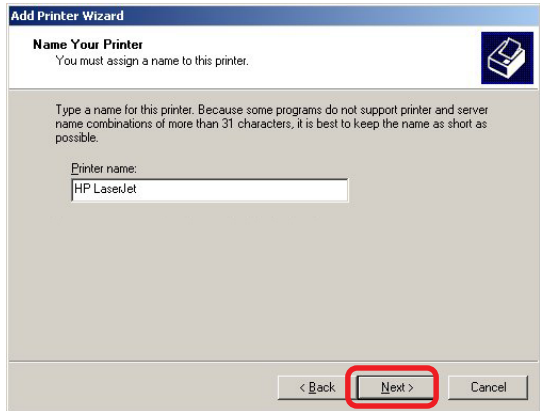 Add Printer Wizard
Name Your Printer
You must assign a name to this printer.
Type a name for this printer. Because some programs do not support printer and server
name combinations of more than 31 characters, it is best to keep the name as short as
possible.
Printer name:
HP LaserJet
< Back
Next >
Cancel